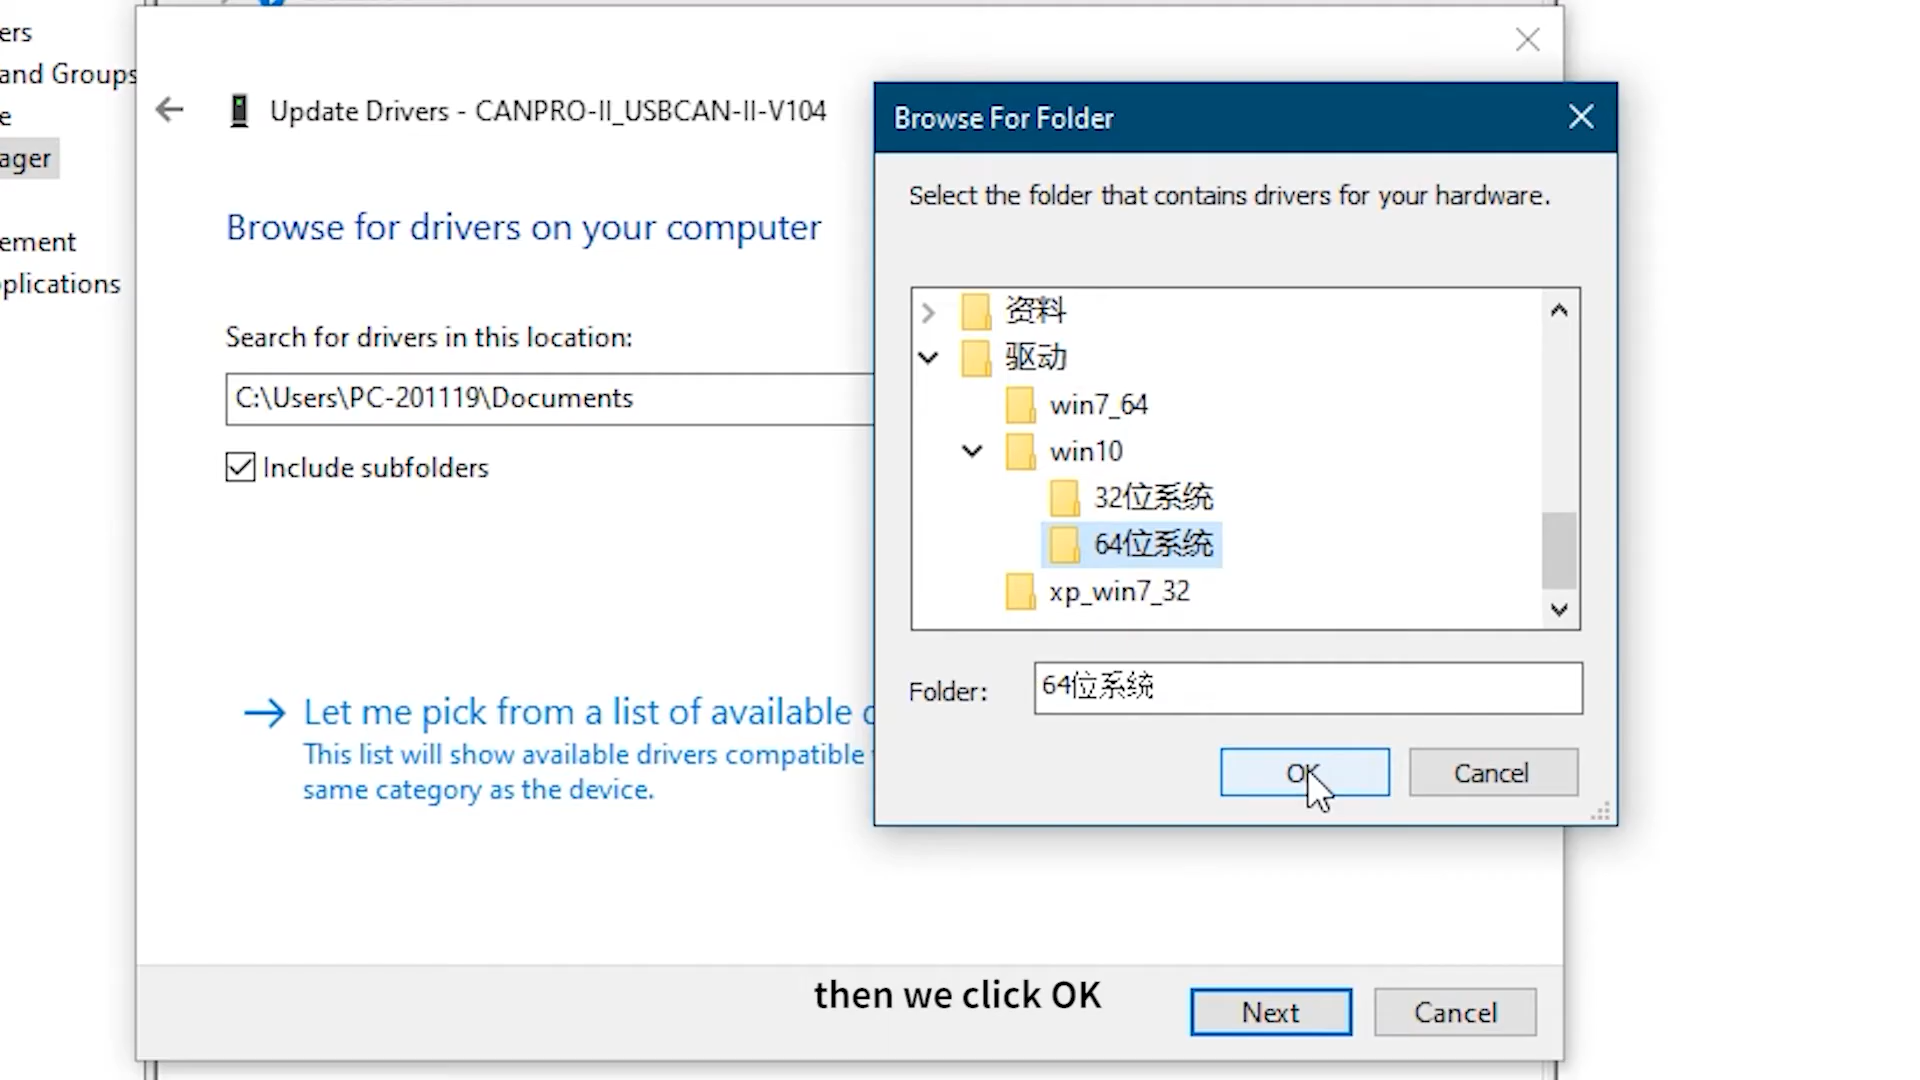 ers
and Groups
e
ager
ement
plications
Update Drivers - CANPRO-II_USBCAN-II-V104
Browse for drivers on your computer
Search for drivers in this location:
C:\Users\PC-201119\Documents
Include subfolders
Let me pick from a list of available
This list will show available drivers compatible
same category as the device.
Browse For Folder
Select the folder that contains drivers for your hardware.
资料
驱动
win7_64
win10
32位系统
64位系统
xp_win7_32
Folder: 64位系统
OK Cancel
then we click OK
Next Cancel